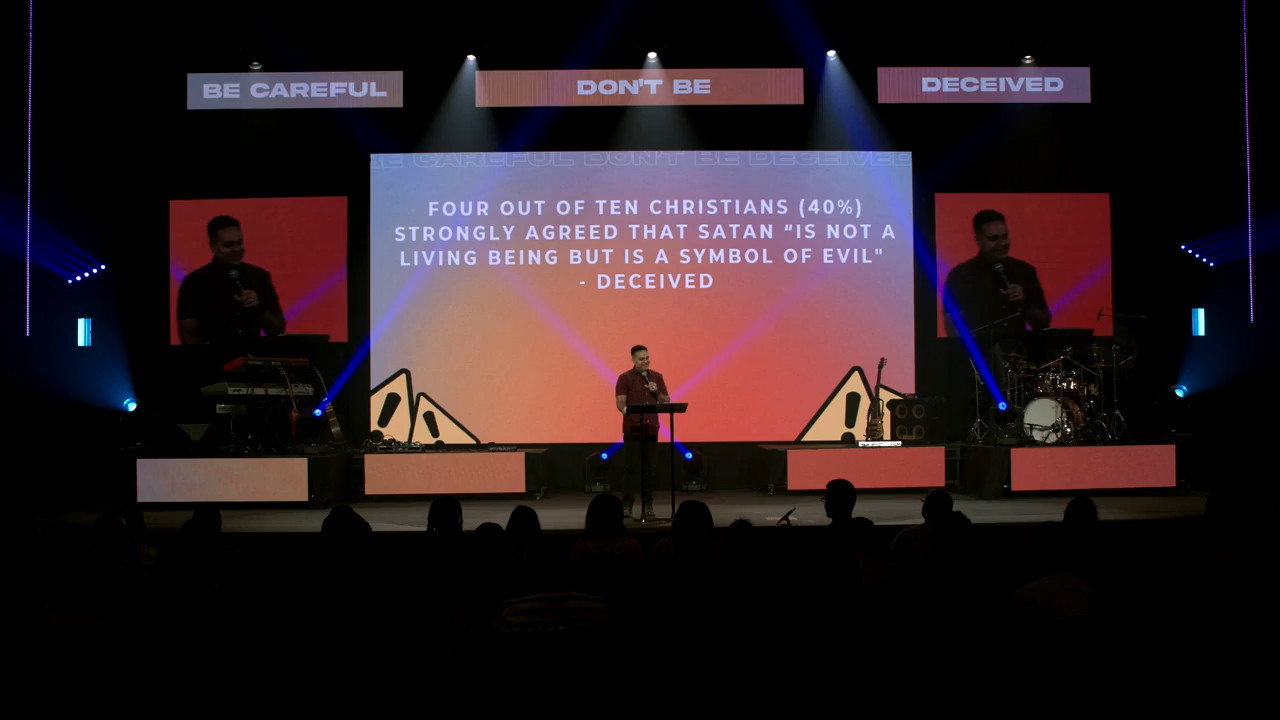 BE CAREFUL
DON'T BE
DECEIVED
BE CAREFUL DON'T BE DECEIVED
FOUR OUT OF TEN CHRISTIANS (40%)
STRONGLY AGREED THAT SATAN “IS NOT A
LIVING BEING BUT IS A SYMBOL OF EVIL"
- DECEIVED